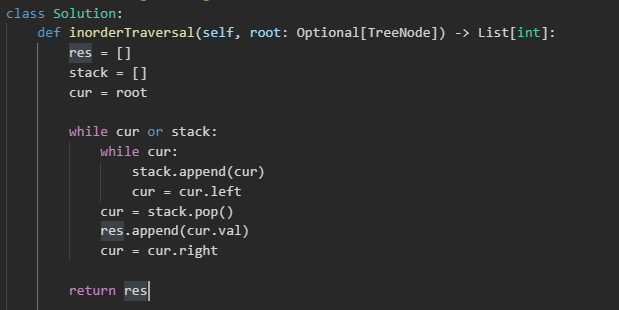 class Solution:
    def inorderTraversal(self, root: Optional[TreeNode]) -> List[int]:
        res = []
        stack = []
        cur = root

        while cur or stack:
            while cur:
                stack.append(cur)
                cur = cur.left
            cur = stack.pop()
            res.append(cur.val)
            cur = cur.right

        return res